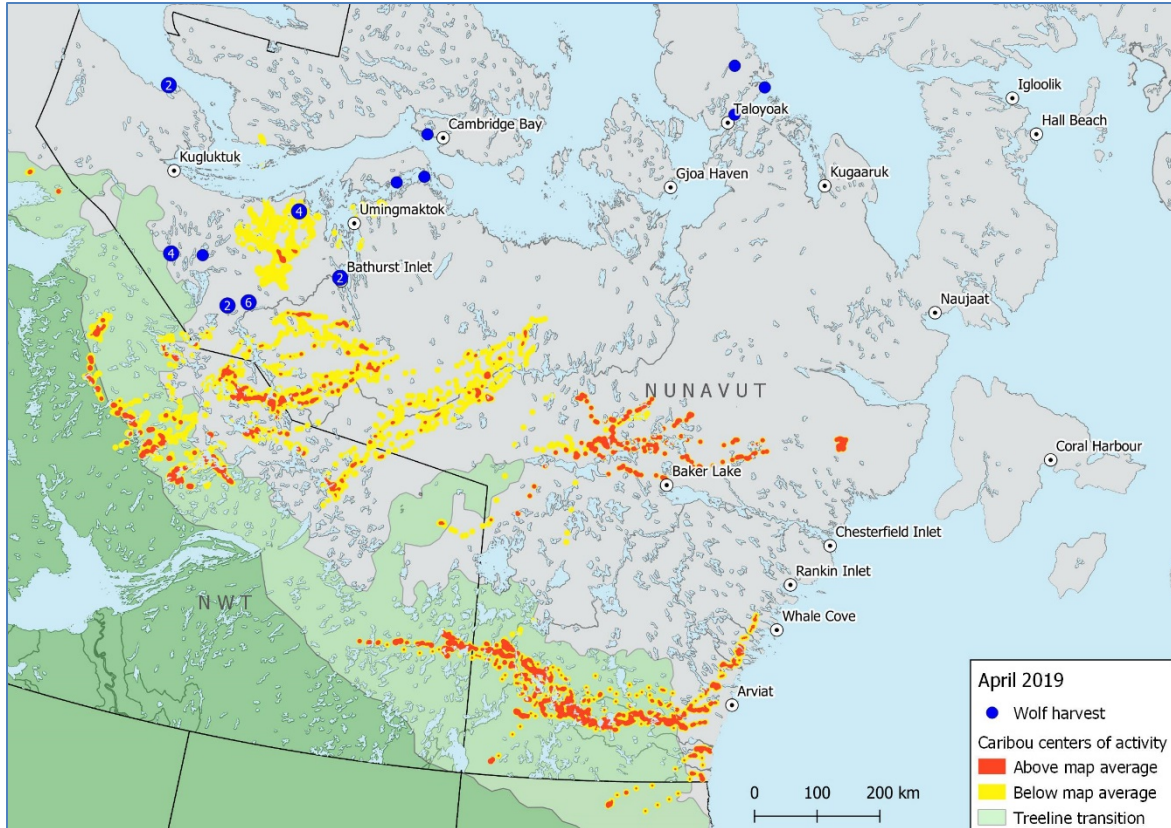 2
Igloolik
Cambridge Bay
Taloyoak
Hall Beach
Kugluktuk
Gjoa Haven
Kugaaruk
4
Umingmaktok
4
Bathurst Inlet
2
2
6
Naujaat
NUNAVUT
Coral Harbour
Baker Lake
Chesterfield Inlet
Rankin Inlet
NWT
Whale Cove
Arviat
April 2019
Wolf harvest
Caribou centers of activity
Above map average
Below map average
Treeline transition
0 100 200 km